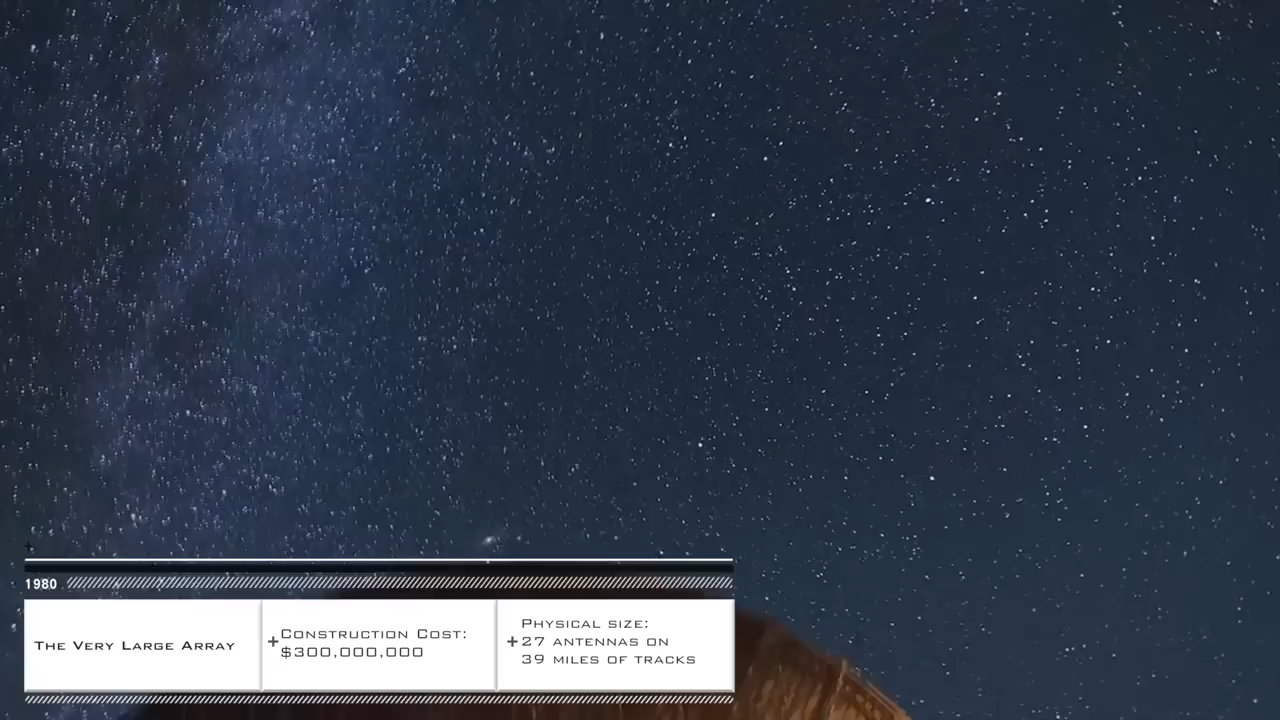 1980
The Very Large Array
+Construction Cost:
$300,000,000
Physical size:
+27 antennas on
39 miles of tracks